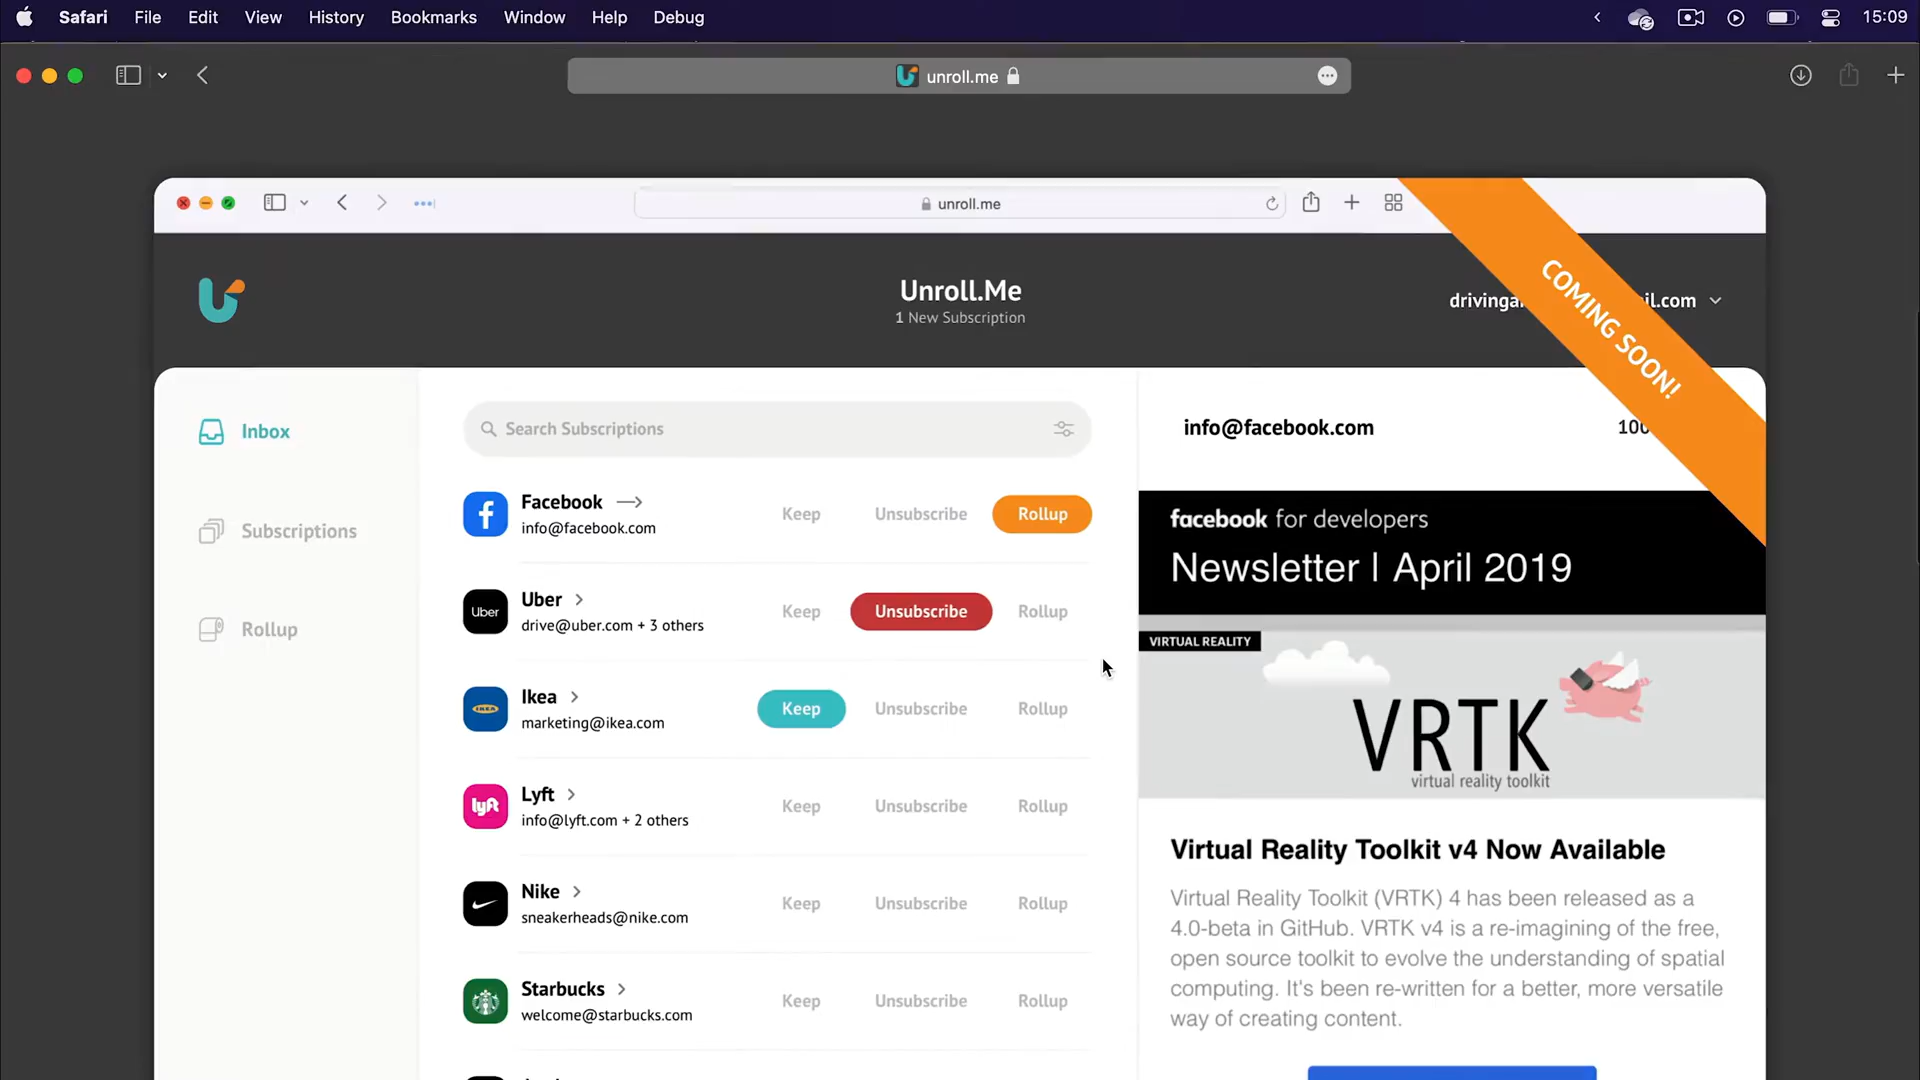 Safari File Edit View History Bookmarks Window Help Debug 15:09
unroll.me
unroll.me
Unroll.Me
1 New Subscription
COMING SOON!
Inbox
Subscriptions
Rollup
Search Subscriptions
Facebook
info@facebook.com
Keep Unsubscribe Rollup
Uber
Uber
drive@uber.com + 3 others
Keep Unsubscribe Rollup
IKEA
Ikea
marketing@ikea.com
Keep Unsubscribe Rollup
lyft
Lyft
info@lyft.com + 2 others
Keep Unsubscribe Rollup
Nike
sneakerheads@nike.com
Keep Unsubscribe Rollup
Starbucks
welcome@starbucks.com
Keep Unsubscribe Rollup
info@facebook.com
facebook for developers
Newsletter | April 2019
VIRTUAL REALITY
VRTK
virtual reality toolkit
Virtual Reality Toolkit v4 Now Available
Virtual Reality Toolkit (VRTK) 4 has been released as a
4.0-beta in GitHub. VRTK v4 is a re-imagining of the free,
open source toolkit to evolve the understanding of spatial
computing. It's been re-written for a better, more versatile
way of creating content.